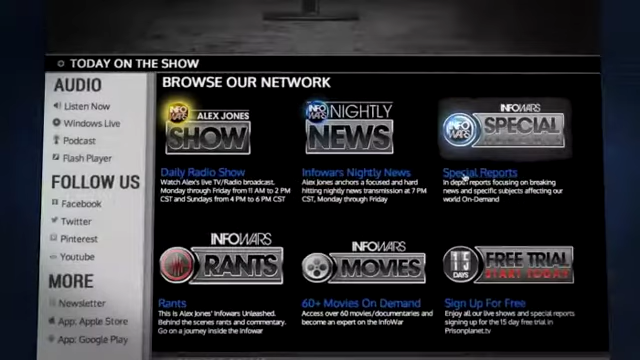 TODAY ON THE SHOW
AUDIO
Listen Now
Windows Live
Podcast
Flash Player
FOLLOW US
Facebook
Twitter
Pinterest
Youtube
MORE
Newsletter
App: Apple Store
App: Google Play
BROWSE OUR NETWORK
INFO
WARS
ALEX JONES
SHOW
Daily Radio Show
Watch Alex's live TV/Radio broadcast.
Monday through Friday from 11 AM to 2 PM
CST and Sundays from 4 PM to 6 PM CST.
INFO
WARS
NIGHTLY
NEWS
Infowars Nightly News
Alex Jones anchors a focused and hard
hitting nightly news transmission at 7 PM
CST, Monday through Friday
INFOWARS
INFO
WARS
SPECIAL
Special Reports
In depth reports focusing on breaking
news and specific subjects affecting our
world On-Demand
INFOWARS
RANTS
Rants
This Is Alex Jones' Infowars Unleashed.
Behind the scenes rants and commentary.
Go on a journey inside the Infowar
INFOWARS
MOVIES
60+ Movies On Demand
Access over 60 movies/documentaries and
become an expert on the InfoWar
15
DAYS
FREE TRIAL
START TODAY
Sign Up For Free
Enjoy all our live shows and special reports
signing up for the 15 day free trial in
Prisonplanet.tv